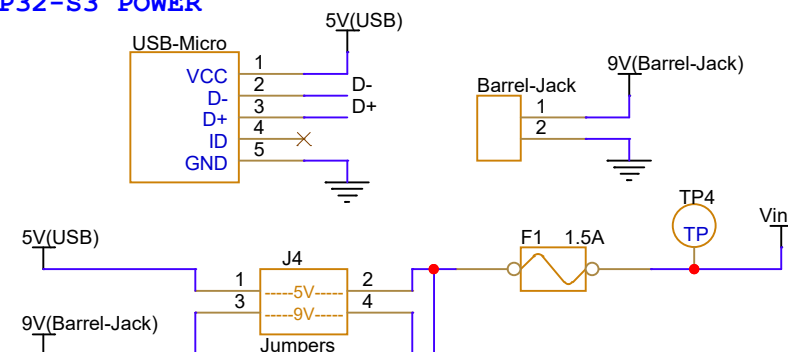 P32-S3 POWER
5V(USB)
USB-Micro
VCC 1
D- 2 D-
D+ 3 D+
ID 4
GND 5
Barrel-Jack
9V(Barrel-Jack)
1
2
TP4
TP
Vin
5V(USB)
J4
F1 1.5A
1 -----5V----- 2
3 -----9V----- 4
9V(Barrel-Jack)
Jumpers